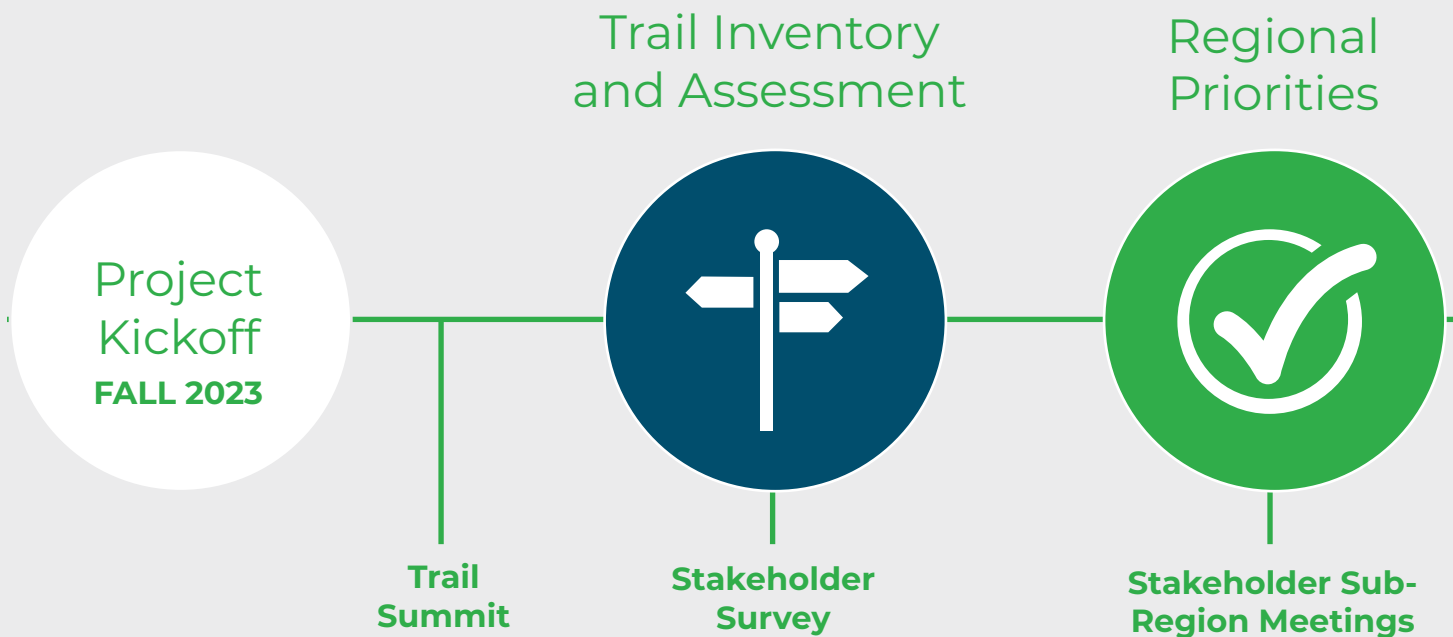 Project
Kickoff
FALL 2023
Trail
Summit
Trail Inventory
and Assessment
Stakeholder
Survey
Regional
Priorities
Stakeholder Sub-
Region Meetings